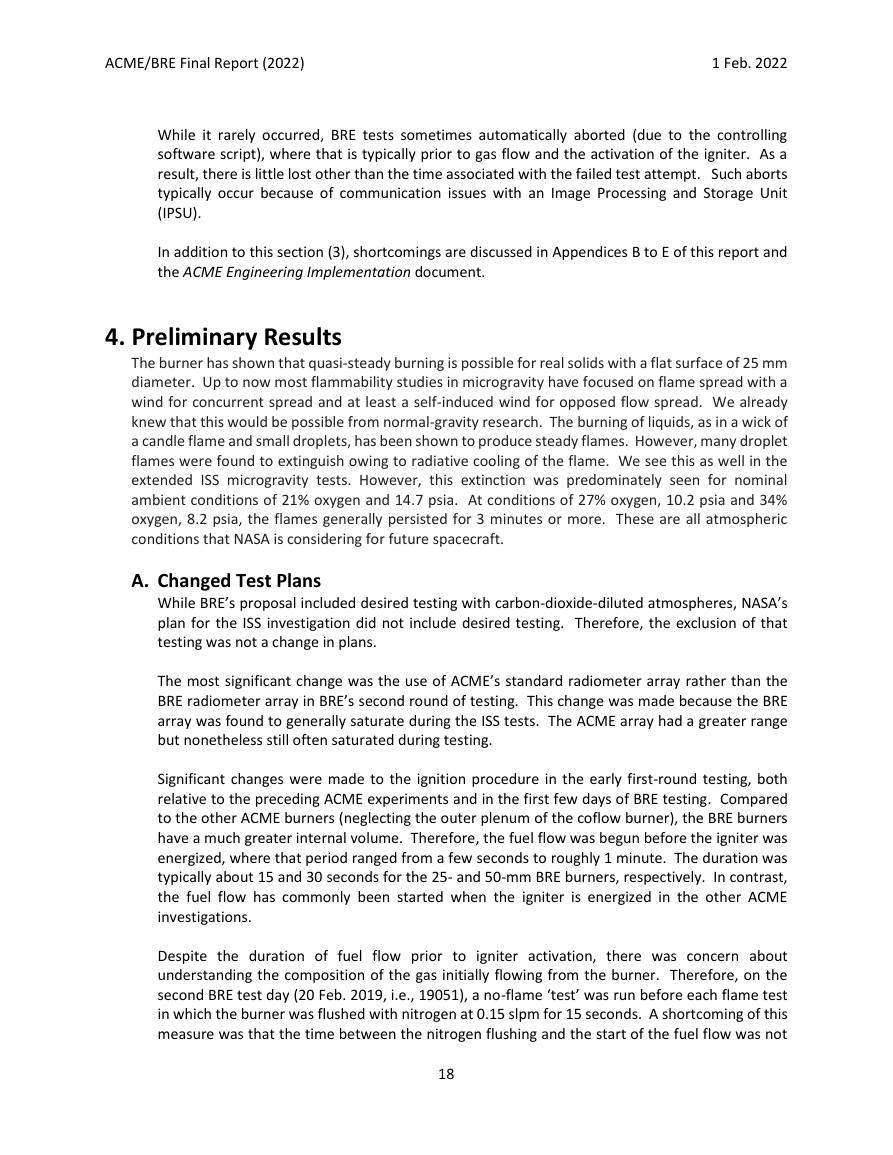 ACME/BRE Final Report (2022) 1 Feb. 2022
While it rarely occurred, BRE tests sometimes automatically aborted (due to the controlling
software script), where that is typically prior to gas flow and the activation of the igniter. As a
result, there is little lost other than the time associated with the failed test attempt. Such aborts
typically occur because of communication issues with an Image Processing and Storage Unit
(IPSU).
In addition to this section (3), shortcomings are discussed in Appendices B to E of this report and
the ACME Engineering Implementation document.
4. Preliminary Results
The burner has shown that quasi-steady burning is possible for real solids with a flat surface of 25 mm
diameter. Up to now most flammability studies in microgravity have focused on flame spread with a
wind for concurrent spread and at least a self-induced wind for opposed flow spread. We already
knew that this would be possible from normal-gravity research. The burning of liquids, as in a wick of
a candle flame and small droplets, has been shown to produce steady flames. However, many droplet
flames were found to extinguish owing to radiative cooling of the flame. We see this as well in the
extended ISS microgravity tests. However, this extinction was predominately seen for nominal
ambient conditions of 21% oxygen and 14.7 psia. At conditions of 27% oxygen, 10.2 psia and 34%
oxygen, 8.2 psia, the flames generally persisted for 3 minutes or more. These are all atmospheric
conditions that NASA is considering for future spacecraft.
A. Changed Test Plans
While BRE’s proposal included desired testing with carbon-dioxide-diluted atmospheres, NASA’s
plan for the ISS investigation did not include desired testing. Therefore, the exclusion of that
testing was not a change in plans.
The most significant change was the use of ACME’s standard radiometer array rather than the
BRE radiometer array in BRE’s second round of testing. This change was made because the BRE
array was found to generally saturate during the ISS tests. The ACME array had a greater range
but nonetheless still often saturated during testing.
Significant changes were made to the ignition procedure in the early first-round testing, both
relative to the preceding ACME experiments and in the first few days of BRE testing. Compared
to the other ACME burners (neglecting the outer plenum of the coflow burner), the BRE burners
have a much greater internal volume. Therefore, the fuel flow was begun before the igniter was
energized, where that period ranged from a few seconds to roughly 1 minute. The duration was
typically about 15 and 30 seconds for the 25- and 50-mm BRE burners, respectively. In contrast,
the fuel flow has commonly been started when the igniter is energized in the other ACME
investigations.
Despite the duration of fuel flow prior to igniter activation, there was concern about
understanding the composition of the gas initially flowing from the burner. Therefore, on the
second BRE test day (20 Feb. 2019, i.e., 19051), a no-flame ‘test’ was run before each flame test
in which the burner was flushed with nitrogen at 0.15 slpm for 15 seconds. A shortcoming of this
measure was that the time between the nitrogen flushing and the start of the fuel flow was not
18